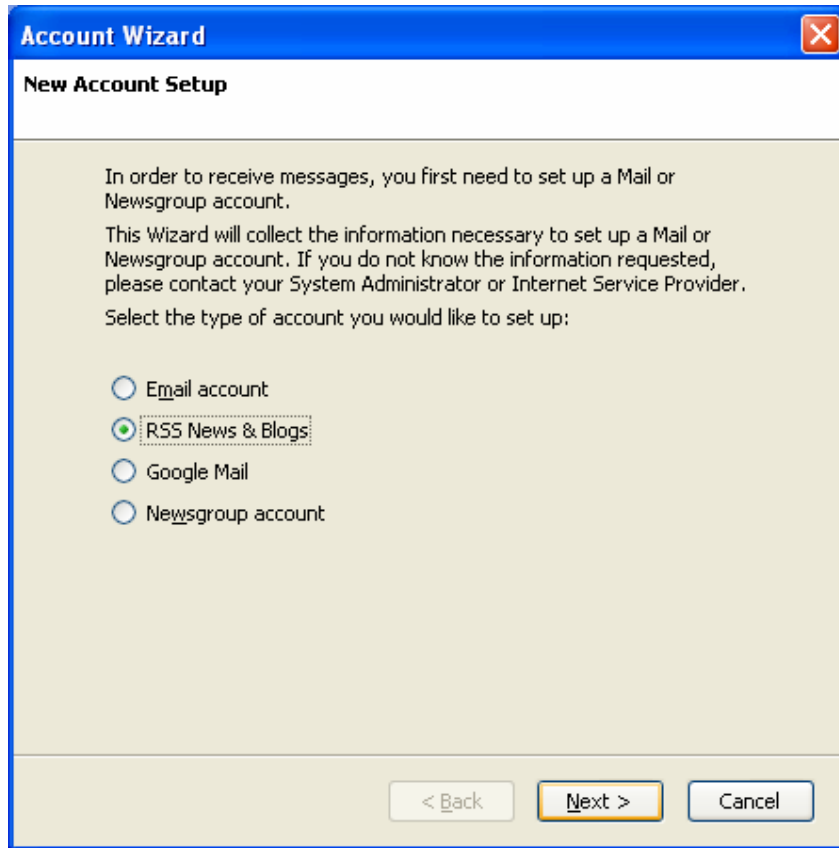 Account Wizard
New Account Setup
In order to receive messages, you first need to set up a Mail or
Newsgroup account.
This Wizard will collect the information necessary to set up a Mail or
Newsgroup account. If you do not know the information requested,
please contact your System Administrator or Internet Service Provider.
Select the type of account you would like to set up:
Email account
RSS News & Blogs
Google Mail
Newsgroup account
< Back
Next >
Cancel